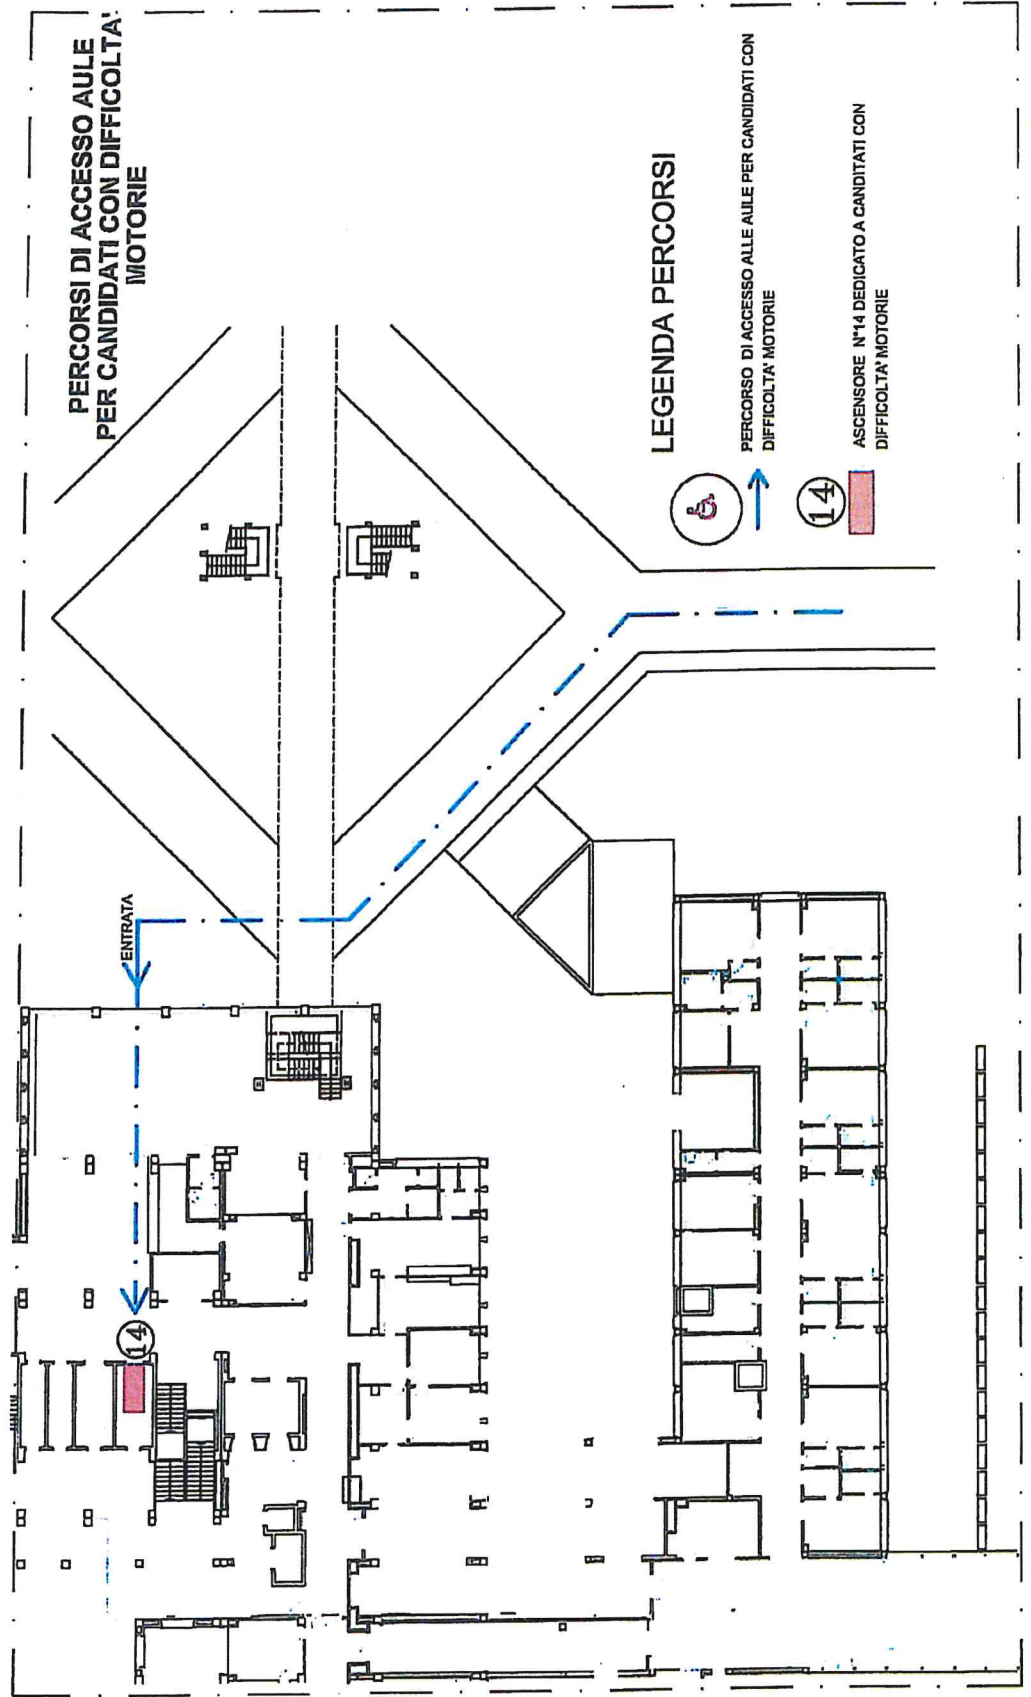 PERCORSI DI ACCESSO AULE
PER CANDIDATI CON DIFFICOLTA'
MOTORIE
ENTRATA
14
LEGENDA PERCORSI
PERCORSO DI ACCESSO ALLE AULE PER CANDIDATI CON
DIFFICOLTA' MOTORIE
14
ASCENSORE N°14 DEDICATO A CANDITATI CON
DIFFICOLTA' MOTORIE